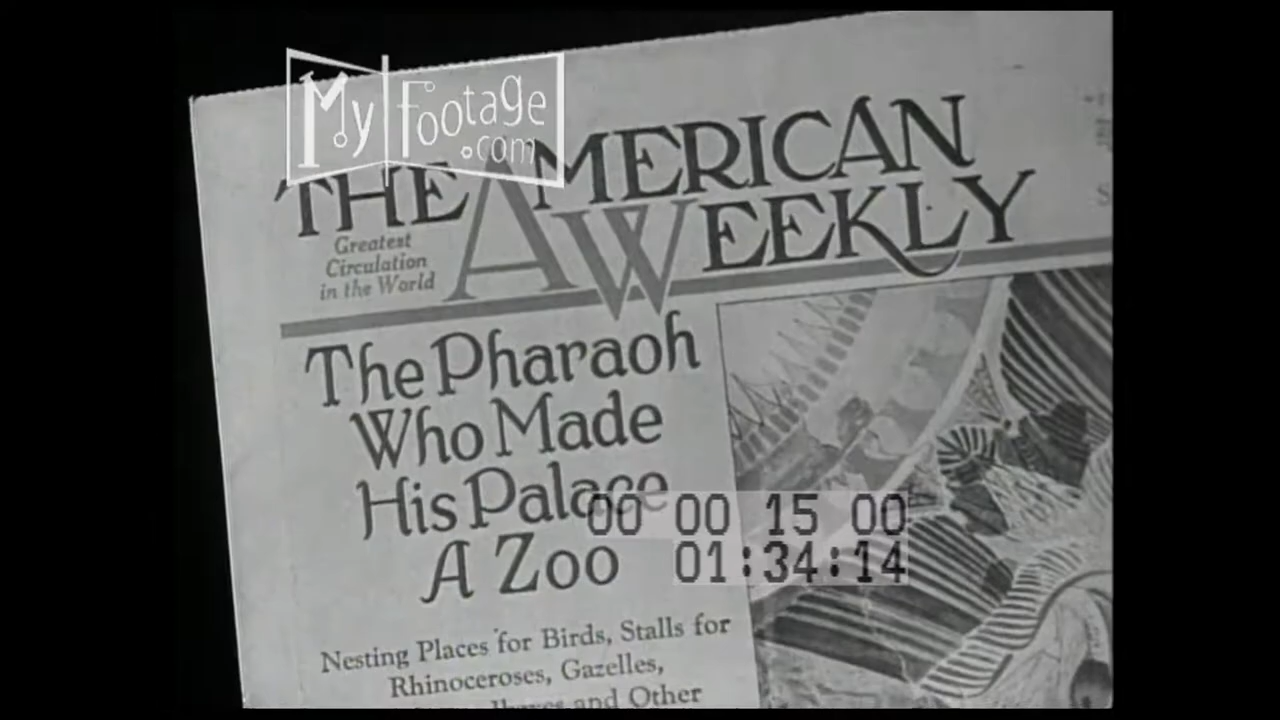 My Footage
.com
THE AMERICAN
WEEKLY
AW
Greatest
Circulation
in the World
The Pharaoh
Who Made
His Palace
A Zoo
00 00 15 00
01:34:14
Nesting Places for Birds, Stalls for
Rhinoceroses, Gazelles,
and Other